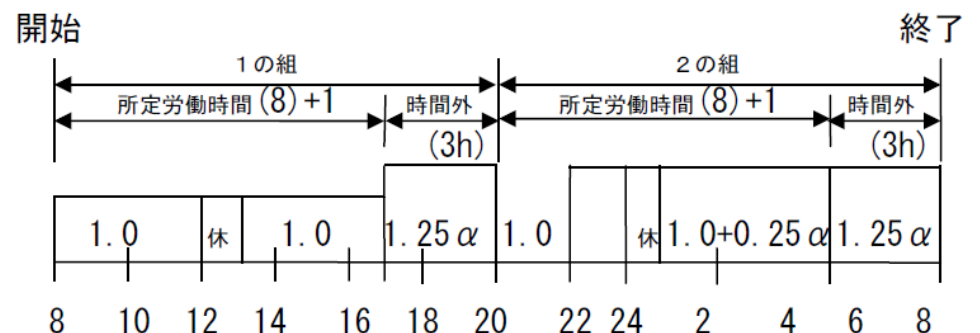 開始 終了
1の組 2の組
所定労働時間(8)+1 時間外 所定労働時間(8)+1 時間外
(3h) (3h)
1.0 休 1.0 1.25α 1.0 休 1.0+0.25α 1.25α
8 10 12 14 16 18 20 22 24 2 4 6 8